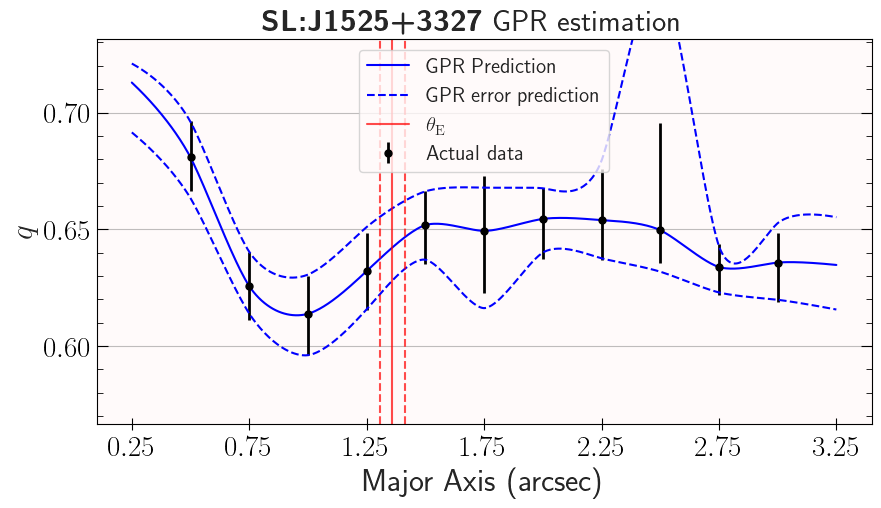 SL:J1525+3327 GPR estimation
GPR Prediction
GPR error prediction
θE
Actual data
0.70
0.65
0.60
q
0.25 0.75 1.25 1.75 2.25 2.75 3.25
Major Axis (arcsec)